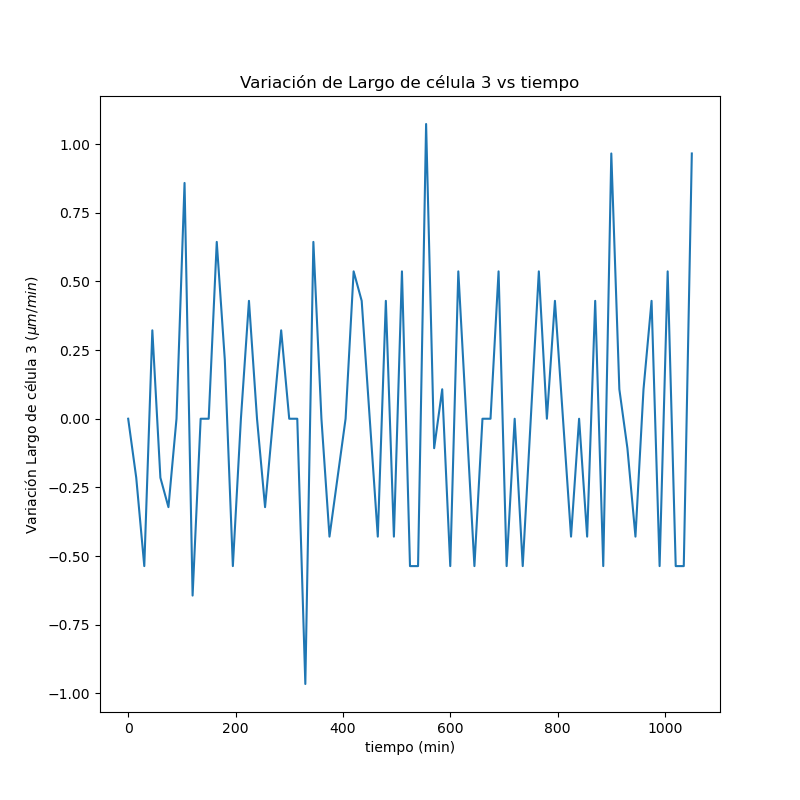 Variación de Largo de célula 3 vs tiempo
Variación Largo de célula 3 (μm/min)
1.00
0.75
0.50
0.25
0.00
−0.25
−0.50
−0.75
−1.00
0 200 400 600 800 1000
tiempo (min)